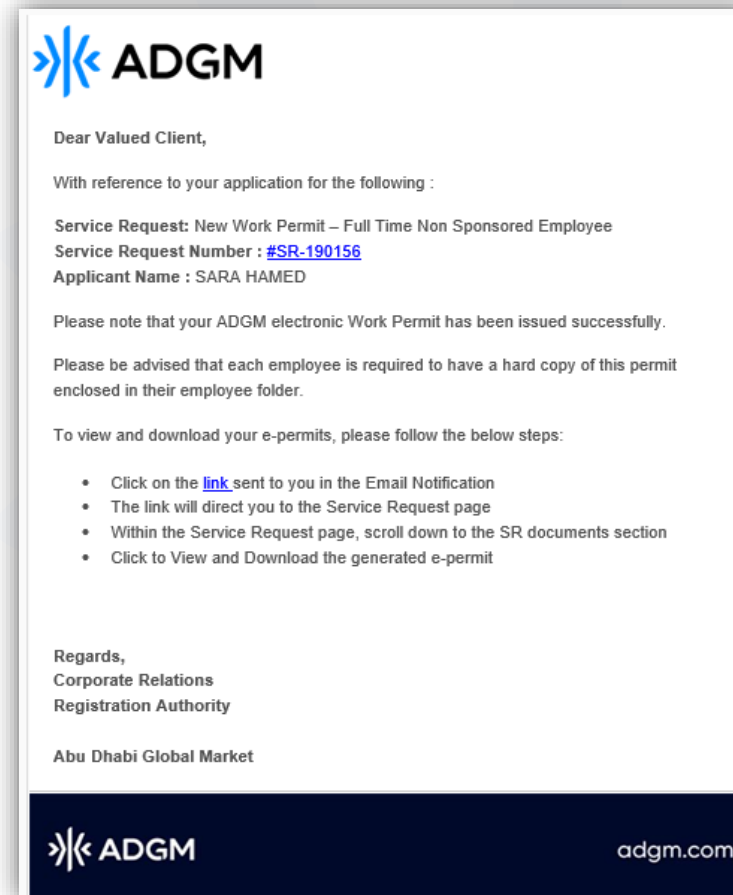 ADGM
Dear Valued Client,
With reference to your application for the following :
Service Request: New Work Permit – Full Time Non Sponsored Employee
Service Request Number : #SR-190156
Applicant Name : SARA HAMED
Please note that your ADGM electronic Work Permit has been issued successfully.
Please be advised that each employee is required to have a hard copy of this permit
enclosed in their employee folder.
To view and download your e-permits, please follow the below steps:
• Click on the link sent to you in the Email Notification
• The link will direct you to the Service Request page
• Within the Service Request page, scroll down to the SR documents section
• Click to View and Download the generated e-permit
Regards,
Corporate Relations
Registration Authority
Abu Dhabi Global Market
ADGM
adgm.com